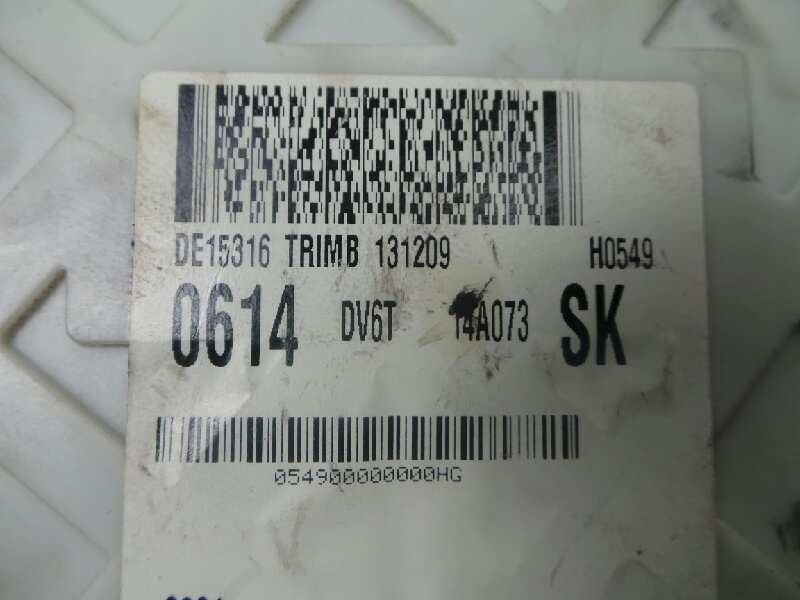 DE15316 TRIMB 131209 H0549
0614 DV6T 14A073 SK
054900000000HG